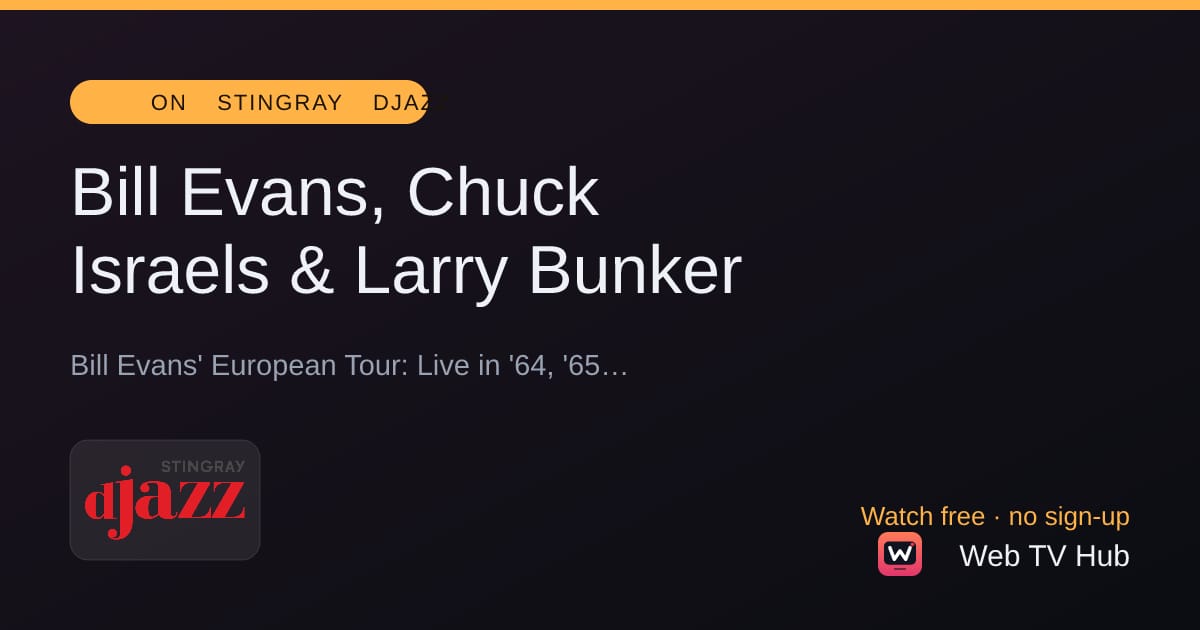 ON STINGRAY DJAZ
Bill Evans, Chuck
Israels & Larry Bunker
Bill Evans' European Tour: Live in '64, '65…
STINGRAY
djazz
Watch free · no sign-up
W
Web TV Hub